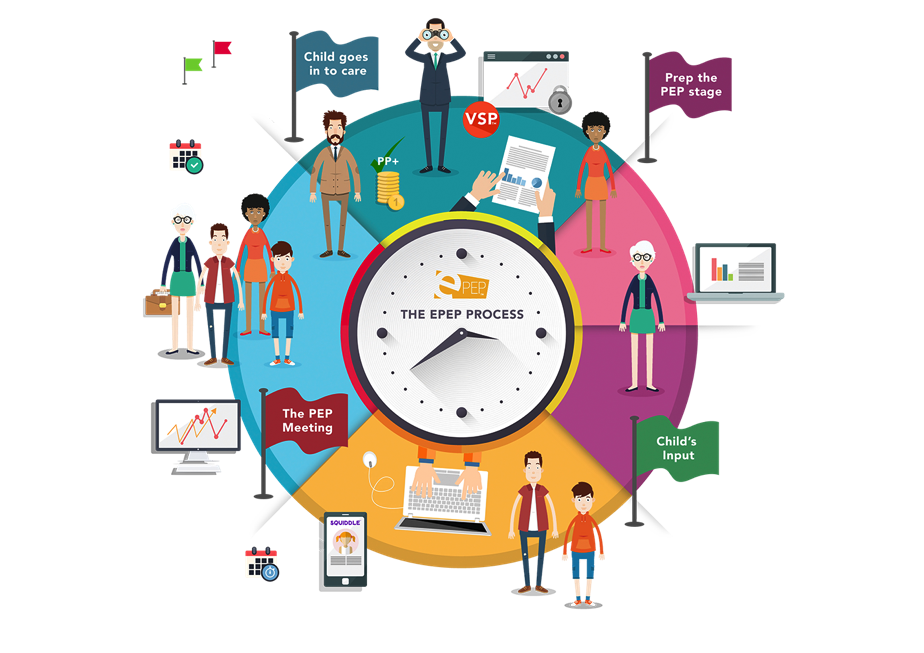 Child goes
in to care
Prep the
PEP stage
VSP
PP+
1
ePEP
THE EPEP PROCESS
The PEP
Meeting
Child's
Input
SQUIDDLE